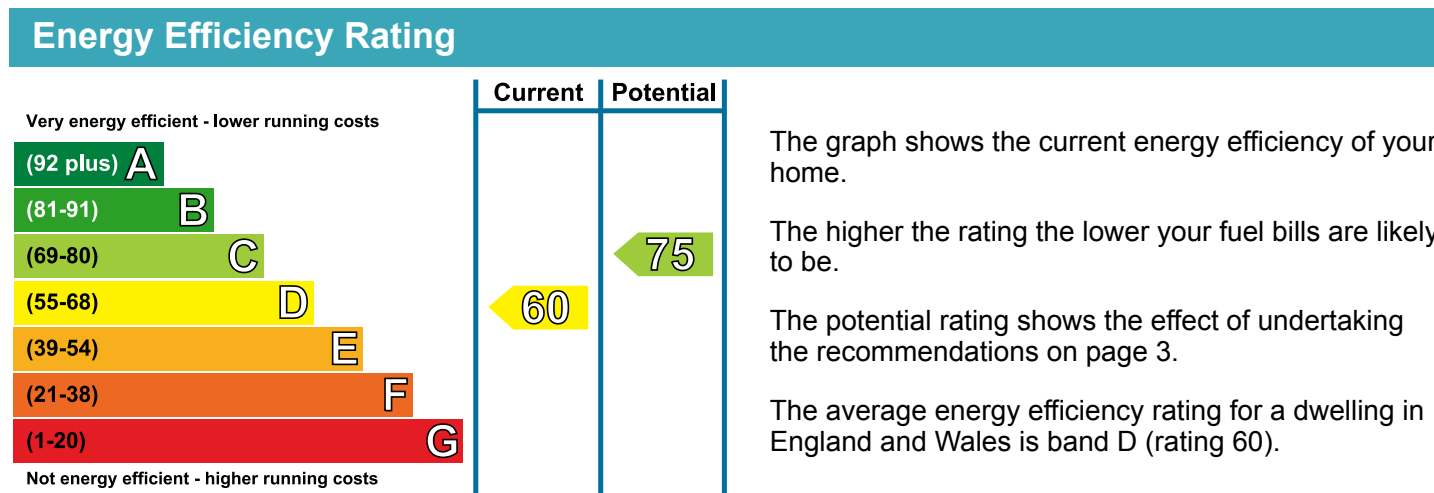 Energy Efficiency Rating
Current Potential
Very energy efficient - lower running costs
(92 plus) A
(81-91) B
(69-80) C
75
(55-68) D
60
(39-54) E
(21-38) F
(1-20) G
Not energy efficient - higher running costs
The graph shows the current energy efficiency of your
home.
The higher the rating the lower your fuel bills are likely
to be.
The potential rating shows the effect of undertaking
the recommendations on page 3.
The average energy efficiency rating for a dwelling in
England and Wales is band D (rating 60).